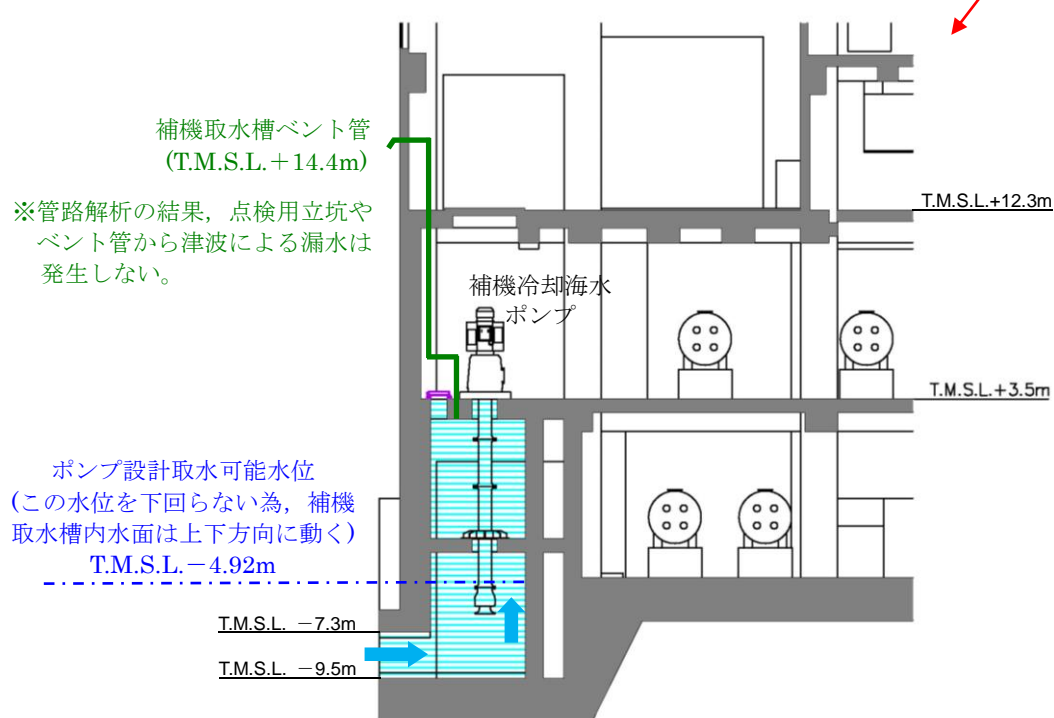 補機取水槽ベント管
(T.M.S.L.＋14.4m)
※管路解析の結果，点検用立坑や
ベント管から津波による漏水は
発生しない。
T.M.S.L.+12.3m
補機冷却海水
ポンプ
T.M.S.L.+3.5m
ポンプ設計取水可能水位
(この水位を下回らない為，補機
取水槽内水面は上下方向に動く)
T.M.S.L.－4.92m
T.M.S.L. －7.3m
T.M.S.L. －9.5m